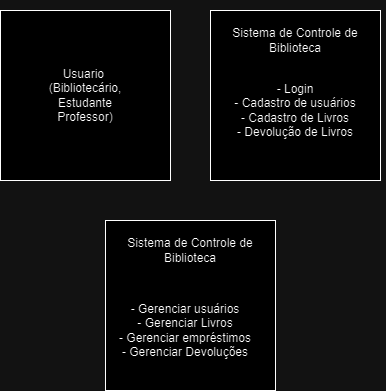 Usuario
(Bibliotecário,
Estudante
Professor)
Sistema de Controle de
Biblioteca
- Login
- Cadastro de usuários
- Cadastro de Livros
- Devolução de Livros
Sistema de Controle de
Biblioteca
- Gerenciar usuários
- Gerenciar Livros
- Gerenciar empréstimos
- Gerenciar Devoluções